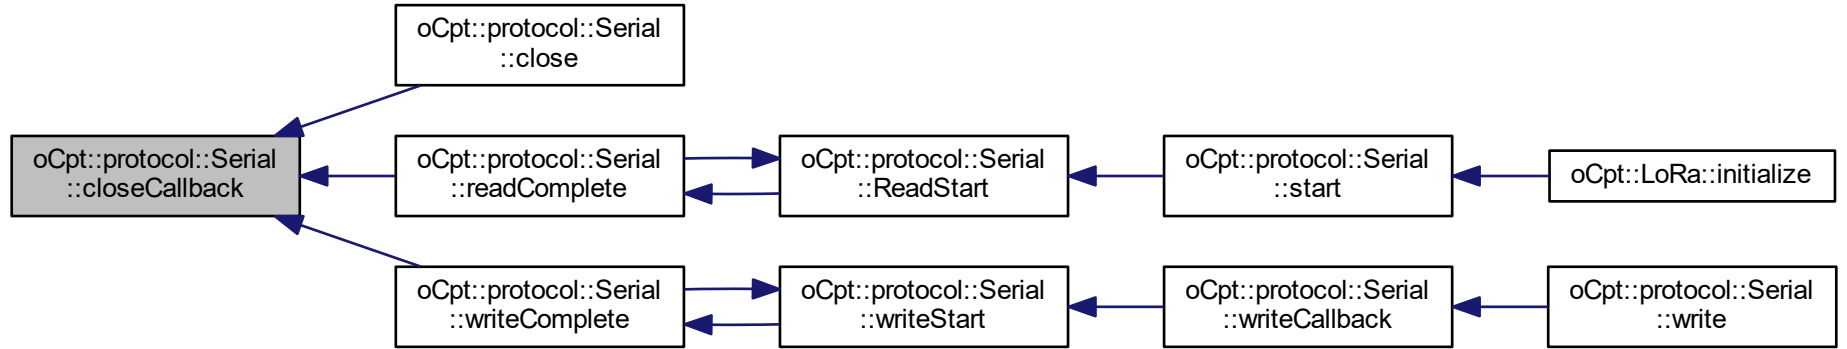 oCpt::protocol::Serial
::close
oCpt::protocol::Serial
::closeCallback
oCpt::protocol::Serial
::readComplete
oCpt::protocol::Serial
::ReadStart
oCpt::protocol::Serial
::start
oCpt::LoRa::initialize
oCpt::protocol::Serial
::writeComplete
oCpt::protocol::Serial
::writeStart
oCpt::protocol::Serial
::writeCallback
oCpt::protocol::Serial
::write